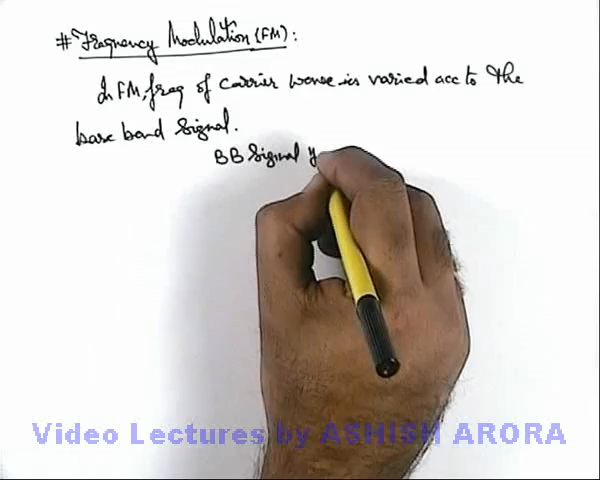 # Frequency Modulation (FM):
In FM, freq of carrier wave is varied acc to the
base band signal.
BB Signal y
Video Lectures by ASHISH ARORA